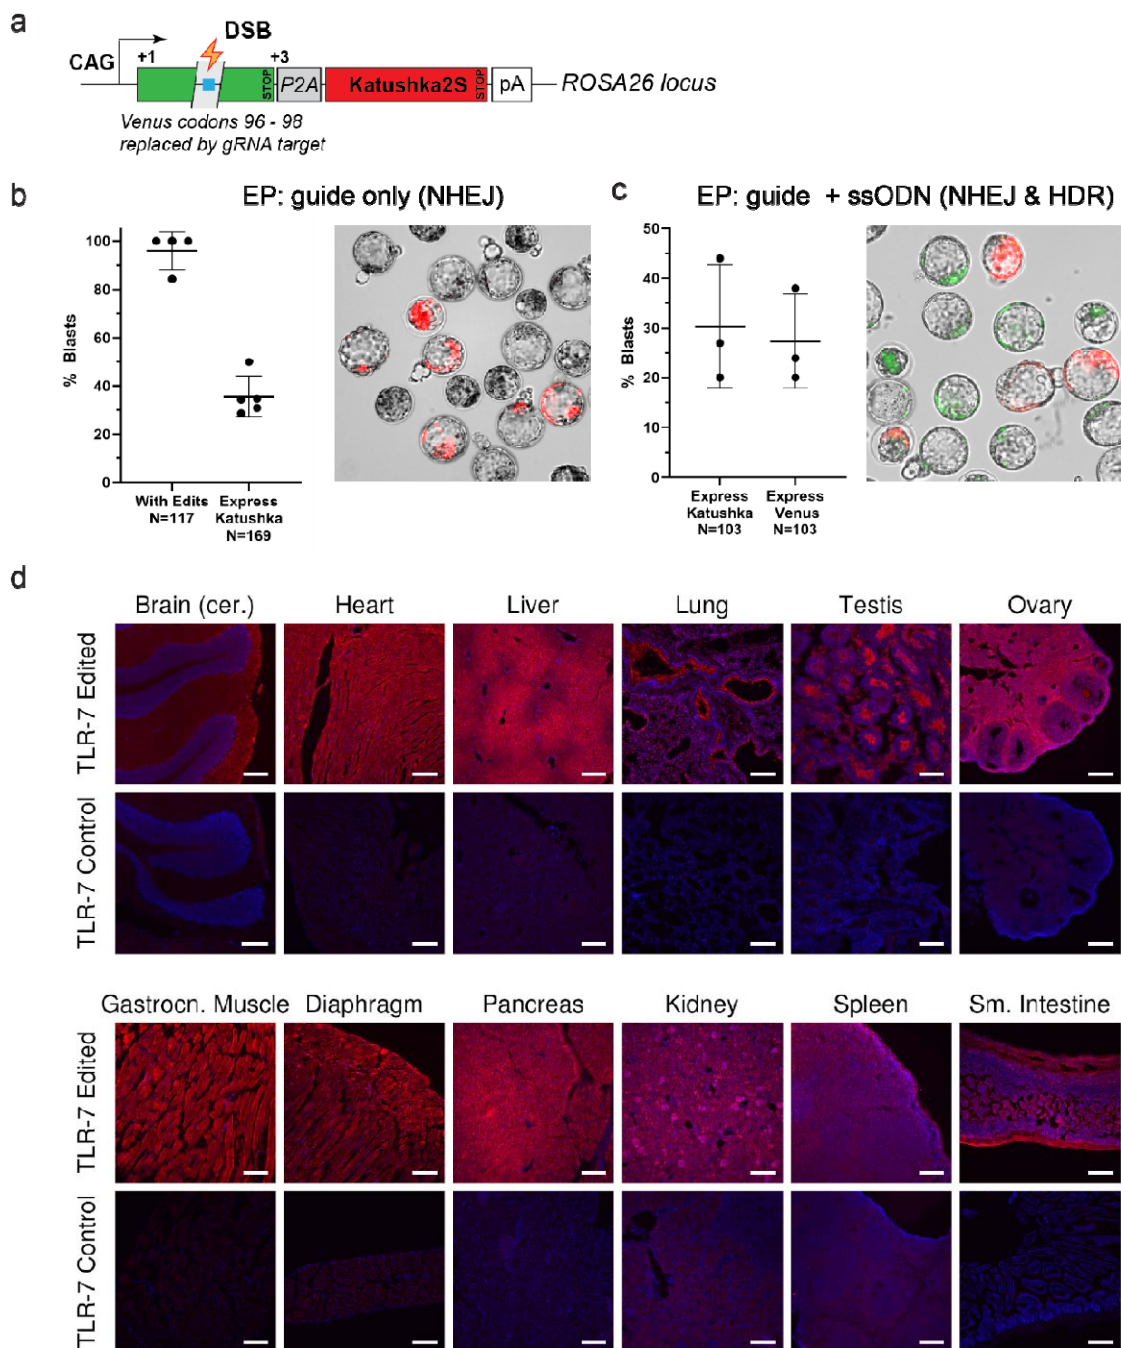 a
DSB
CAG
+1
+3
STOP
P2A
Katushka2S
STOP
pA
ROSA26 locus
Venus codons 96 - 98
replaced by gRNA target
b
EP: guide only (NHEJ)
% Blasts
100
80
60
40
20
0
With Edits
N=117
Express
Katushka
N=169
c
EP: guide + ssODN (NHEJ & HDR)
% Blasts
50
40
30
20
10
0
Express
Katushka
N=103
Express
Venus
N=103
d
Brain (cer.) Heart Liver Lung Testis Ovary
TLR-7 Edited
TLR-7 Control
Gastrocn. Muscle Diaphragm Pancreas Kidney Spleen Sm. Intestine
TLR-7 Edited
TLR-7 Control